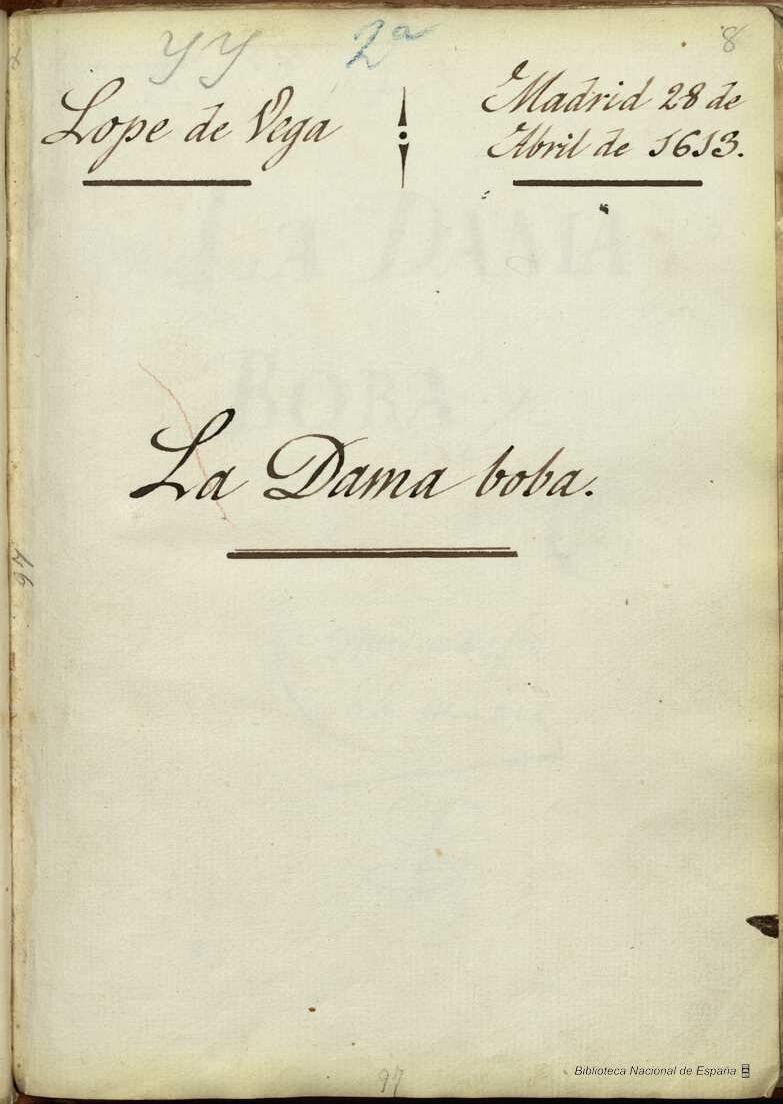 yy 2ª 8
Lope de Vega
Madrid 28 de
Abril de 1613.
La Dama boba.
97
97
Biblioteca Nacional de España